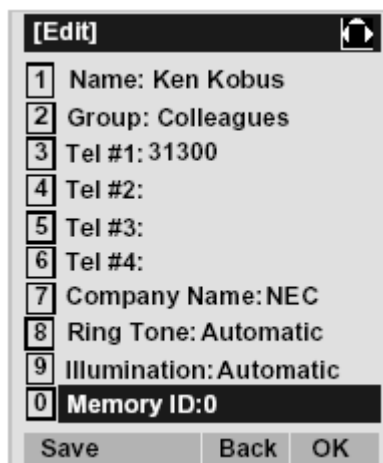 [Edit]
1 Name: Ken Kobus
2 Group: Colleagues
3 Tel #1: 31300
4 Tel #2:
5 Tel #3:
6 Tel #4:
7 Company Name: NEC
8 Ring Tone: Automatic
9 Illumination: Automatic
0 Memory ID:0
Save Back OK